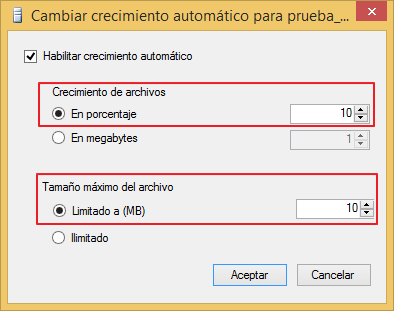 Cambiar crecimiento automático para prueba_...
Habilitar crecimiento automático
Crecimiento de archivos
En porcentaje 10
En megabytes 1
Tamaño máximo del archivo
Limitado a (MB) 10
Ilimitado
Aceptar Cancelar